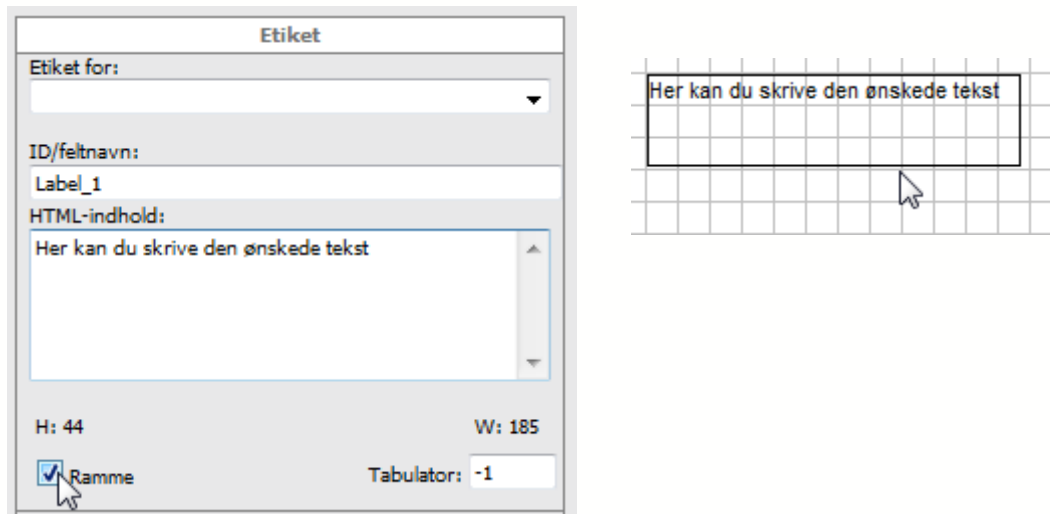 Etiket
Etiket for:
ID/feltnavn:
Label_1
HTML-indhold:
Her kan du skrive den ønskede tekst
H: 44 W: 185
Ramme Tabulator: -1
Her kan du skrive den ønskede tekst